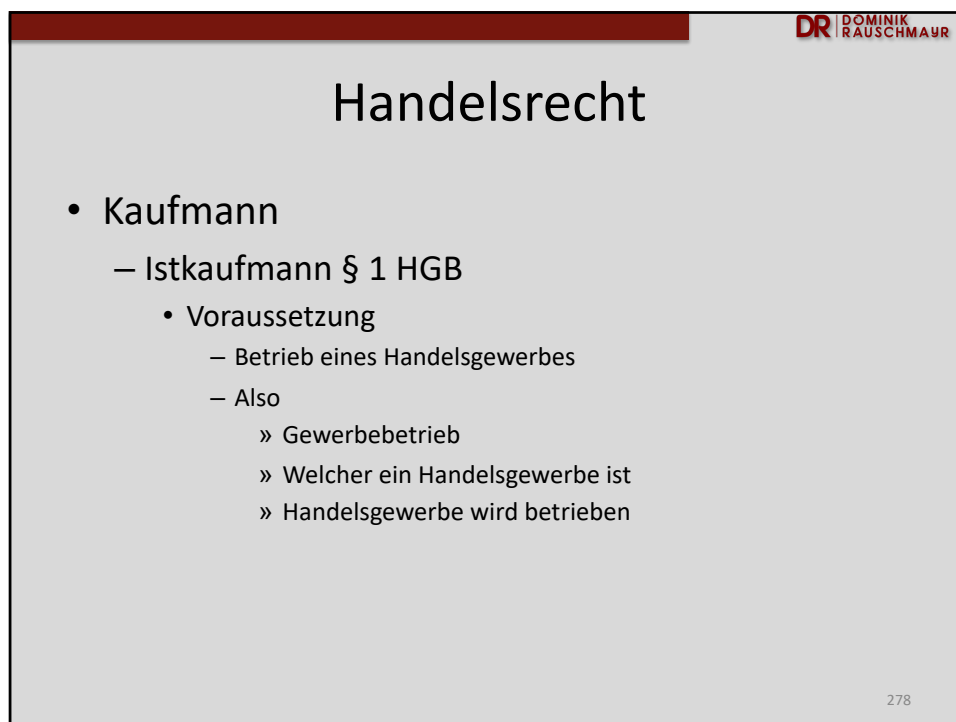 DR DOMINIK
RAUSCHMAYR
Handelsrecht
• Kaufmann
– Istkaufmann § 1 HGB
• Voraussetzung
– Betrieb eines Handelsgewerbes
– Also
» Gewerbebetrieb
» Welcher ein Handelsgewerbe ist
» Handelsgewerbe wird betrieben
278